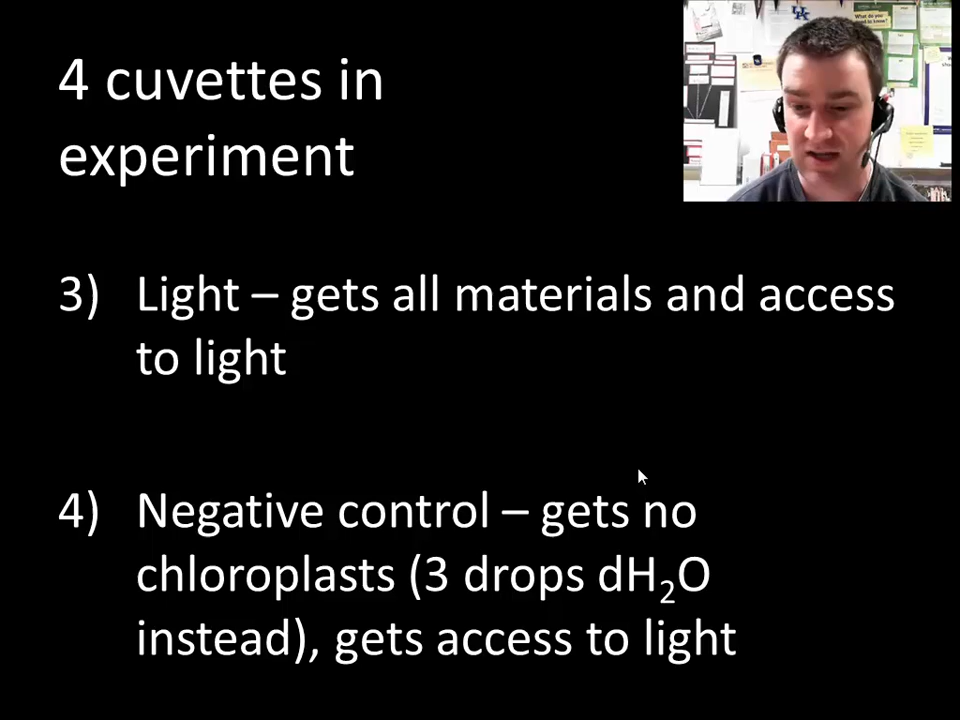 4 cuvettes in
experiment
3) Light – gets all materials and access
to light
4) Negative control – gets no
chloroplasts (3 drops dH₂O
instead), gets access to light